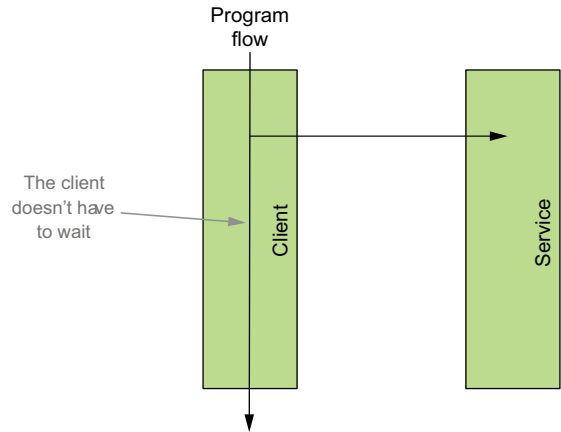 Program
flow
The client
doesn't have
to wait
Client
Service